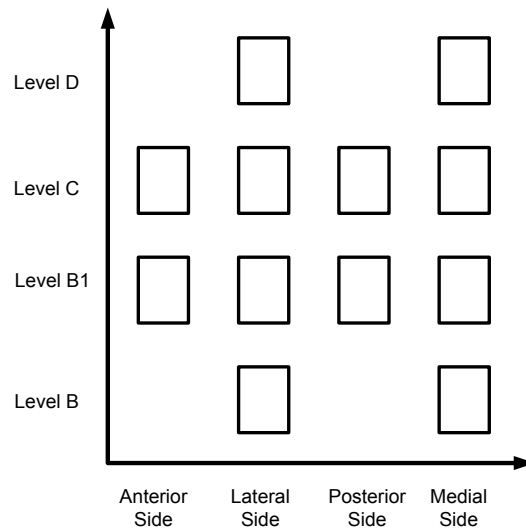 Level D
Level C
Level B1
Level B
Anterior Side
Lateral Side
Posterior Side
Medial Side